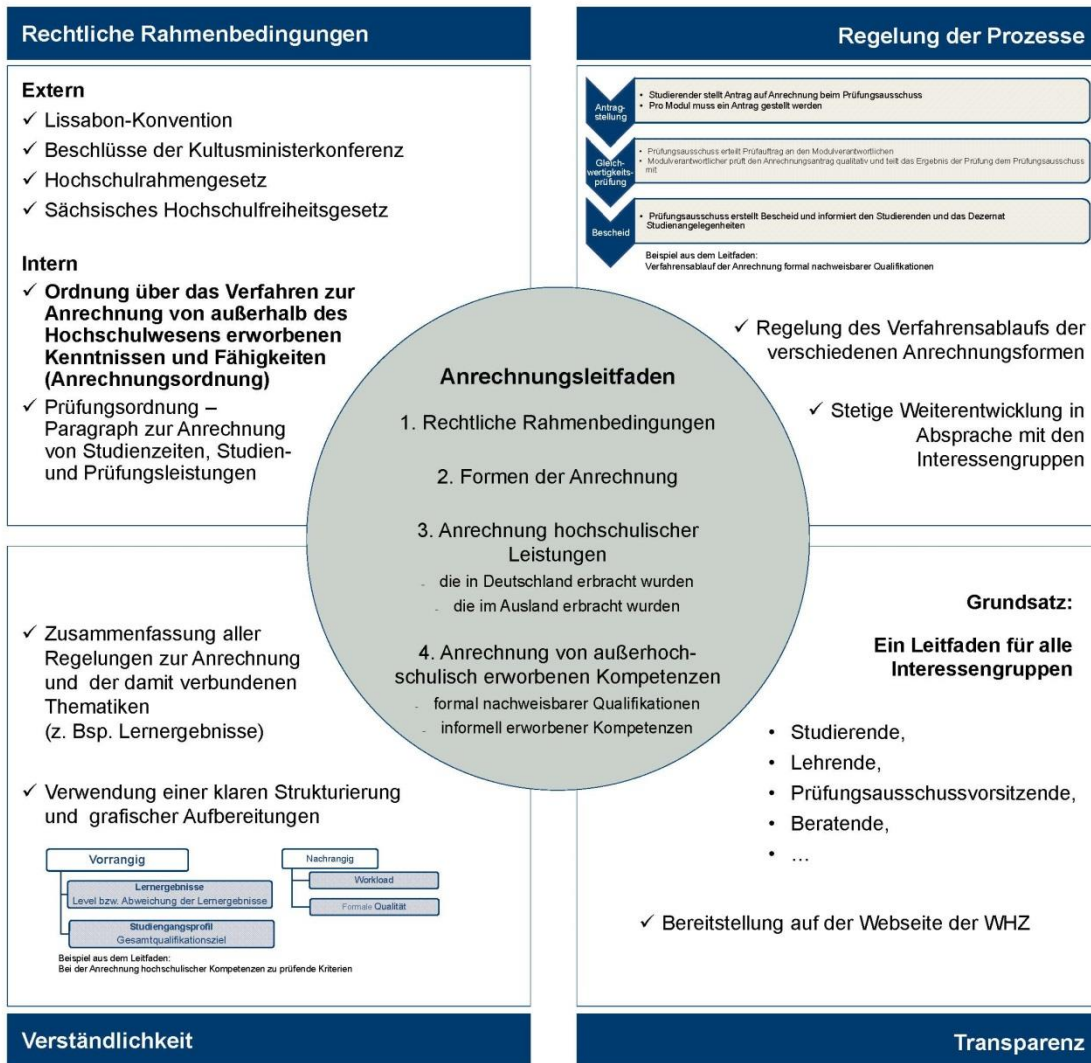 Rechtliche Rahmenbedingungen
Extern
✓ Lissabon-Konvention
✓ Beschlüsse der Kultusministerkonferenz
✓ Hochschulrahmengesetz
✓ Sächsisches Hochschulfreiheitsgesetz
Intern
✓ Ordnung über das Verfahren zur
Anrechnung von außerhalb des
Hochschulwesens erworbenen
Kenntnissen und Fähigkeiten
(Anrechnungsordnung)
✓ Prüfungsordnung –
Paragraph zur Anrechnung
von Studienzeiten, Studien-
und Prüfungsleistungen
Regelung der Prozesse
Antrag-
stellung
• Studierender stellt Antrag auf Anrechnung beim Prüfungsausschuss
• Pro Modul muss ein Antrag gestellt werden
Gleich-
wertigkeits-
prüfung
• Prüfungsausschuss erteilt Prüfauftrag an den Modulverantwortlichen
• Modulverantwortlicher prüft den Anrechnungsantrag qualitativ und teilt das Ergebnis der Prüfung dem Prüfungsausschuss
mit
Bescheid
• Prüfungsausschuss erstellt Bescheid und informiert den Studierenden und das Dezernat
Studienangelegenheiten
Beispiel aus dem Leitfaden:
Verfahrensablauf der Anrechnung formal nachweisbarer Qualifikationen
✓ Regelung des Verfahrensablaufs der
verschiedenen Anrechnungsformen
✓ Stetige Weiterentwicklung in
Absprache mit den
Interessengruppen
Anrechnungsleitfaden
1. Rechtliche Rahmenbedingungen
2. Formen der Anrechnung
3. Anrechnung hochschulischer
Leistungen
- die in Deutschland erbracht wurden
- die im Ausland erbracht wurden
4. Anrechnung von außerhoch-
schulisch erworbenen Kompetenzen
- formal nachweisbarer Qualifikationen
- informell erworbener Kompetenzen
✓ Zusammenfassung aller
Regelungen zur Anrechnung
und der damit verbundenen
Thematiken
(z. Bsp. Lernergebnisse)
✓ Verwendung einer klaren Strukturierung
und grafischer Aufbereitungen
Vorrangig
Lernergebnisse
Level bzw. Abweichung der Lernergebnisse
Studiengangsprofil
Gesamtqualifikationsziel
Nachrangig
Workload
Formale Qualität
Beispiel aus dem Leitfaden:
Bei der Anrechnung hochschulischer Kompetenzen zu prüfende Kriterien
Verständlichkeit
Grundsatz:
Ein Leitfaden für alle
Interessengruppen
• Studierende,
• Lehrende,
• Prüfungsausschussvorsitzende,
• Beratende,
• …
✓ Bereitstellung auf der Webseite der WHZ
Transparenz